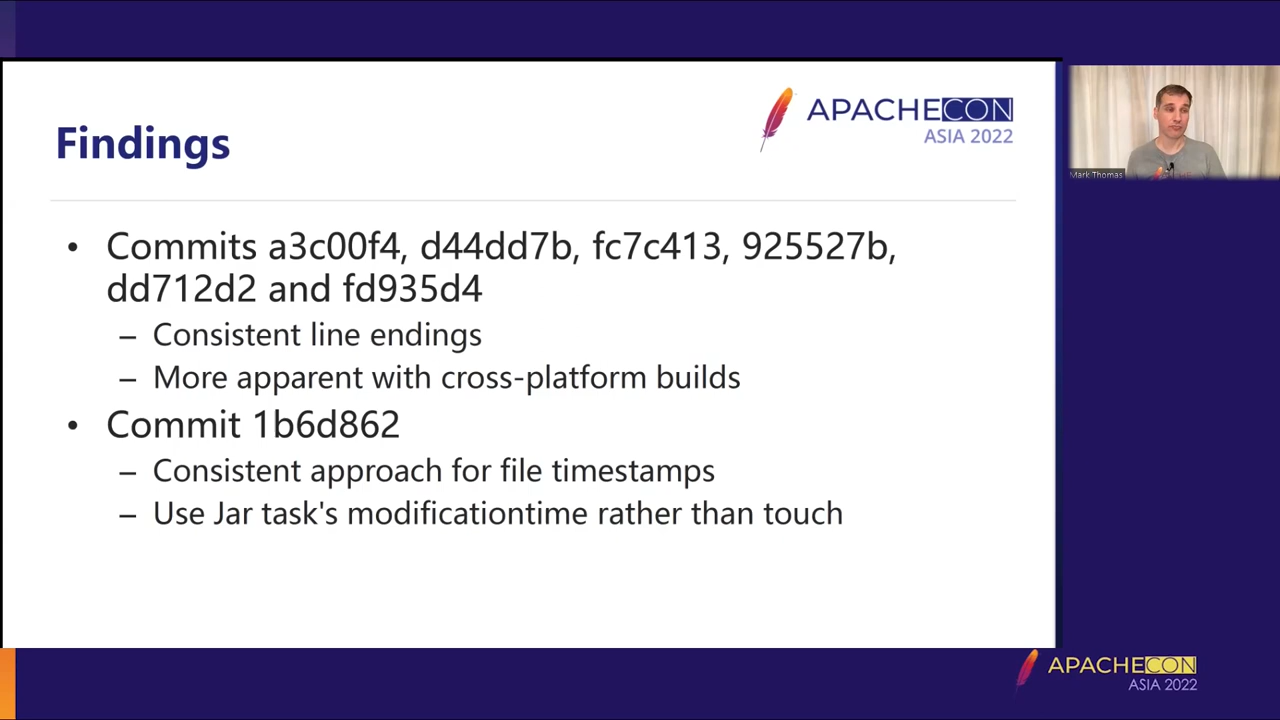 Findings
APACHECON
ASIA 2022
Mark Thomas
• Commits a3c00f4, d44dd7b, fc7c413, 925527b,
dd712d2 and fd935d4
– Consistent line endings
– More apparent with cross-platform builds
• Commit 1b6d862
– Consistent approach for file timestamps
– Use Jar task's modificationtime rather than touch
APACHECON
ASIA 2022